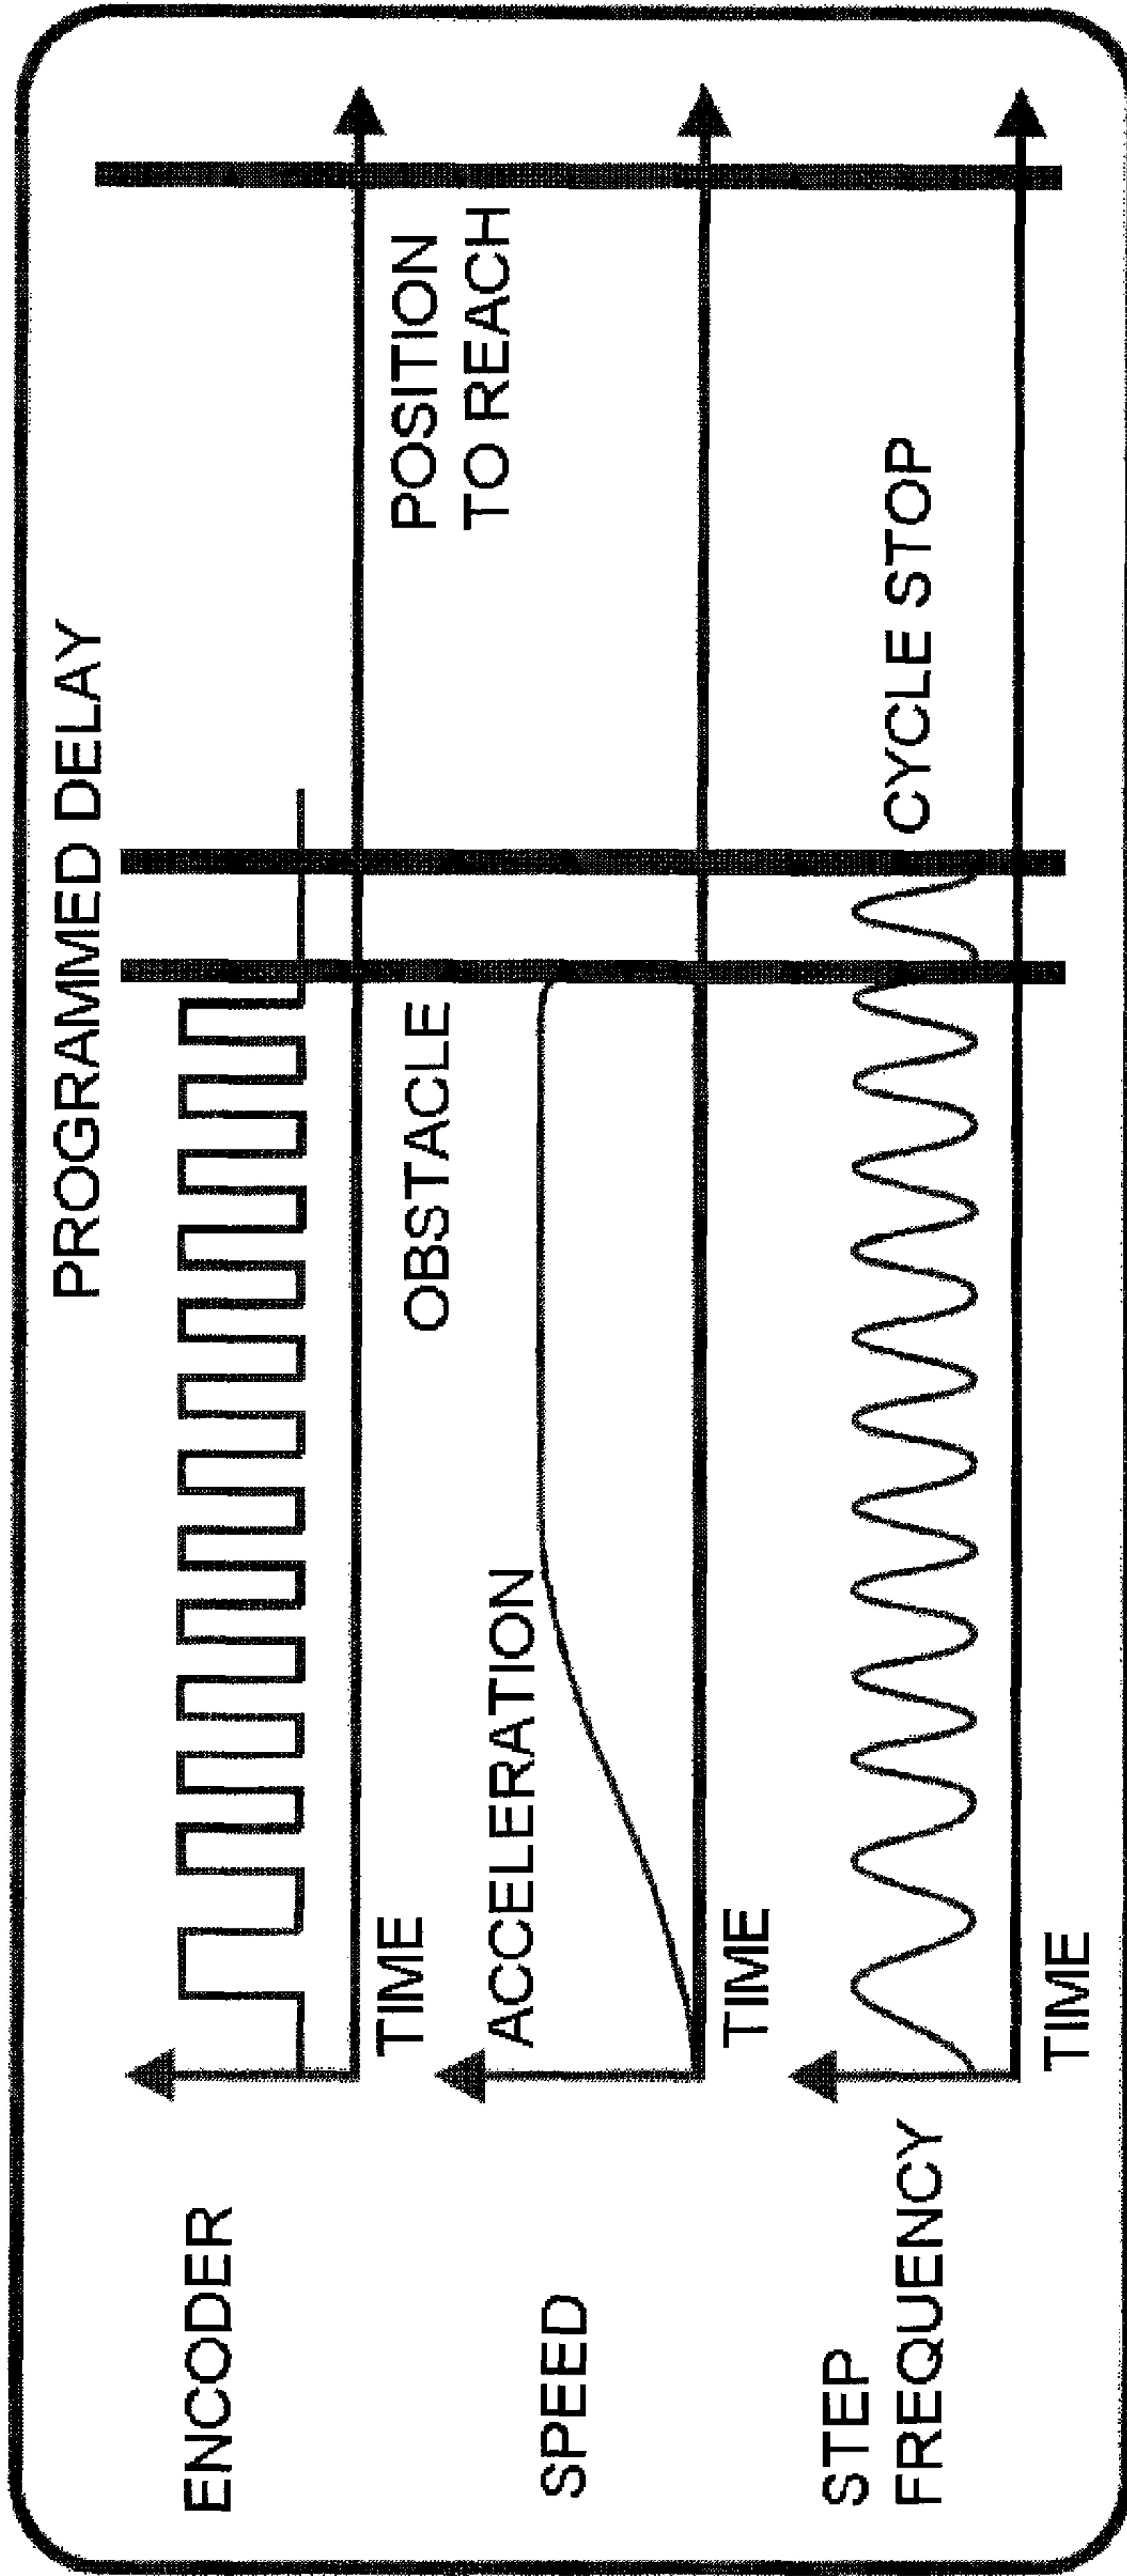 PROGRAMMED DELAY
ENCODER
TIME
OBSTACLE
POSITION
TO REACH
SPEED
ACCELERATION
TIME
STEP
FREQUENCY
CYCLE STOP
TIME